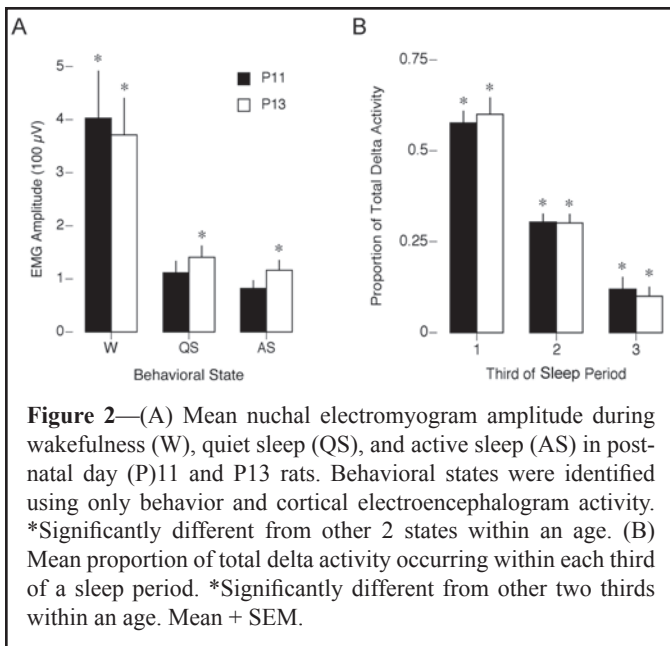 A
B
EMG Amplitude (100 µV)
5
4
3
2
1
0
* *
*
*
P11
P13
W
QS
AS
Behavioral State
Proportion of Total Delta Activity
0.75
0.5
0.25
0
* *
* *
* *
1
2
3
Third of Sleep Period
Figure 2—(A) Mean nuchal electromyogram amplitude during
wakefulness (W), quiet sleep (QS), and active sleep (AS) in post-
natal day (P)11 and P13 rats. Behavioral states were identified
using only behavior and cortical electroencephalogram activity.
*Significantly different from other 2 states within an age. (B)
Mean proportion of total delta activity occurring within each third
of a sleep period. *Significantly different from other two thirds
within an age. Mean + SEM.